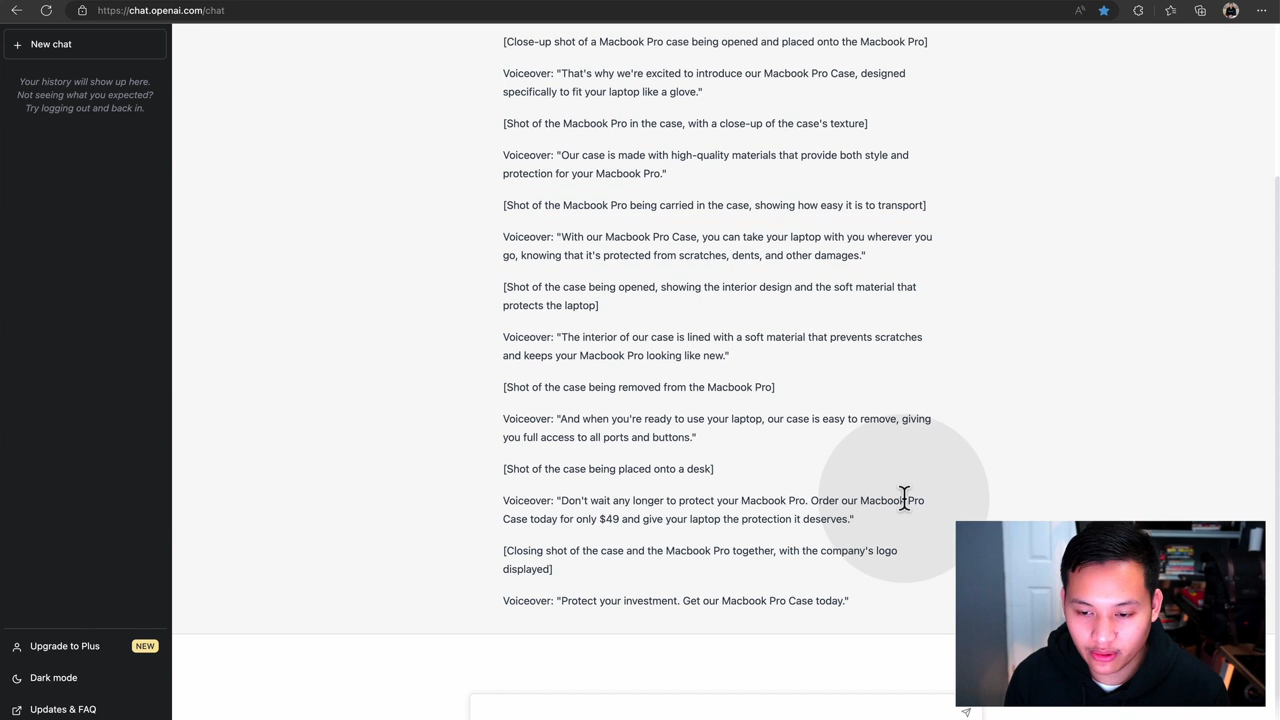 https://chat.openai.com/chat
New chat
Your history will show up here.
Not seeing what you expected?
Try logging out and back in.
[Close-up shot of a Macbook Pro case being opened and placed onto the Macbook Pro]
Voiceover: "That's why we're excited to introduce our Macbook Pro Case, designed
specifically to fit your laptop like a glove."
[Shot of the Macbook Pro in the case, with a close-up of the case's texture]
Voiceover: "Our case is made with high-quality materials that provide both style and
protection for your Macbook Pro."
[Shot of the Macbook Pro being carried in the case, showing how easy it is to transport]
Voiceover: "With our Macbook Pro Case, you can take your laptop with you wherever you
go, knowing that it's protected from scratches, dents, and other damages."
[Shot of the case being opened, showing the interior design and the soft material that
protects the laptop]
Voiceover: "The interior of our case is lined with a soft material that prevents scratches
and keeps your Macbook Pro looking like new."
[Shot of the case being removed from the Macbook Pro]
Voiceover: "And when you're ready to use your laptop, our case is easy to remove, giving
you full access to all ports and buttons."
[Shot of the case being placed onto a desk]
Voiceover: "Don't wait any longer to protect your Macbook Pro. Order our Macbook Pro
Case today for only $49 and give your laptop the protection it deserves."
[Closing shot of the case and the Macbook Pro together, with the company's logo
displayed]
Voiceover: "Protect your investment. Get our Macbook Pro Case today."
Upgrade to Plus NEW
Dark mode
Updates & FAQ